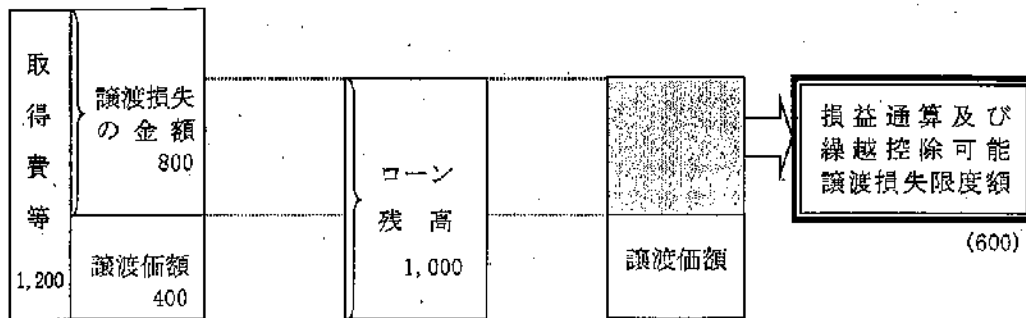 取得費等
1,200
譲渡損失
の金額
800
譲渡価額
400
ローン
残高
1,000
譲渡価額
損益通算及び
繰越控除可能
譲渡損失限度額
(600)